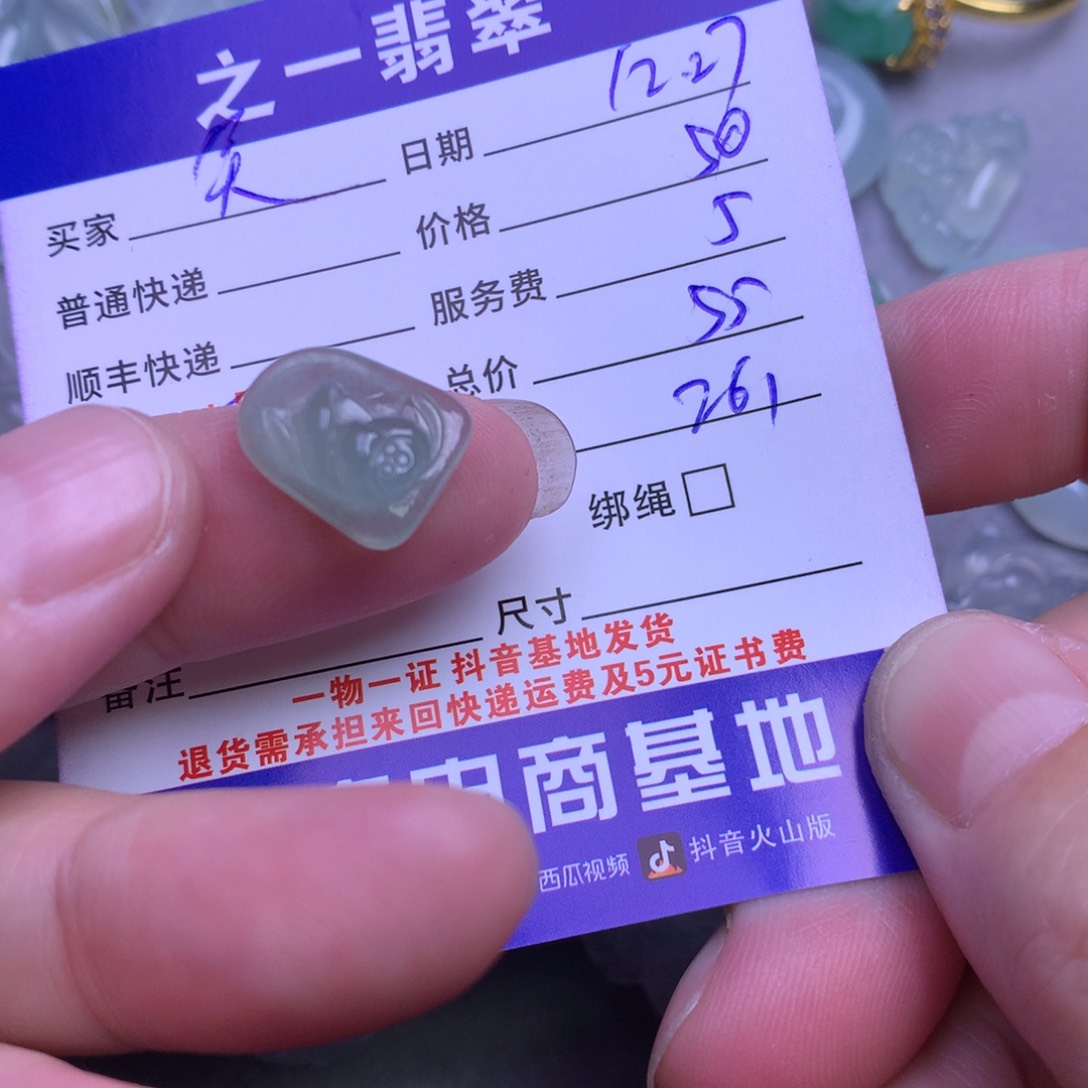 之一翡翠
买家 吴 日期 12.27
普通快递 价格 50
顺丰快递 服务费 5
总价 55
261
绑绳
备注 尺寸
一物一证 抖音基地发货
退货需承担来回快递运费及5元证书费
电商基地
西瓜视频 抖音火山版